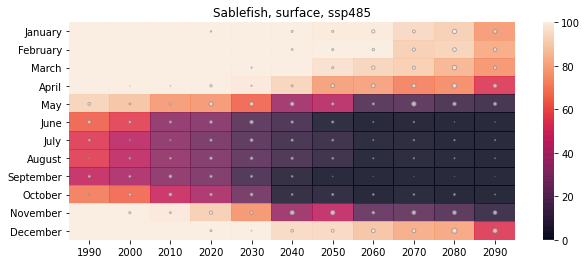 Sablefish, surface, ssp485
January
February
March
April
May
June
July
August
September
October
November
December
1990 2000 2010 2020 2030 2040 2050 2060 2070 2080 2090
100
80
60
40
20
0